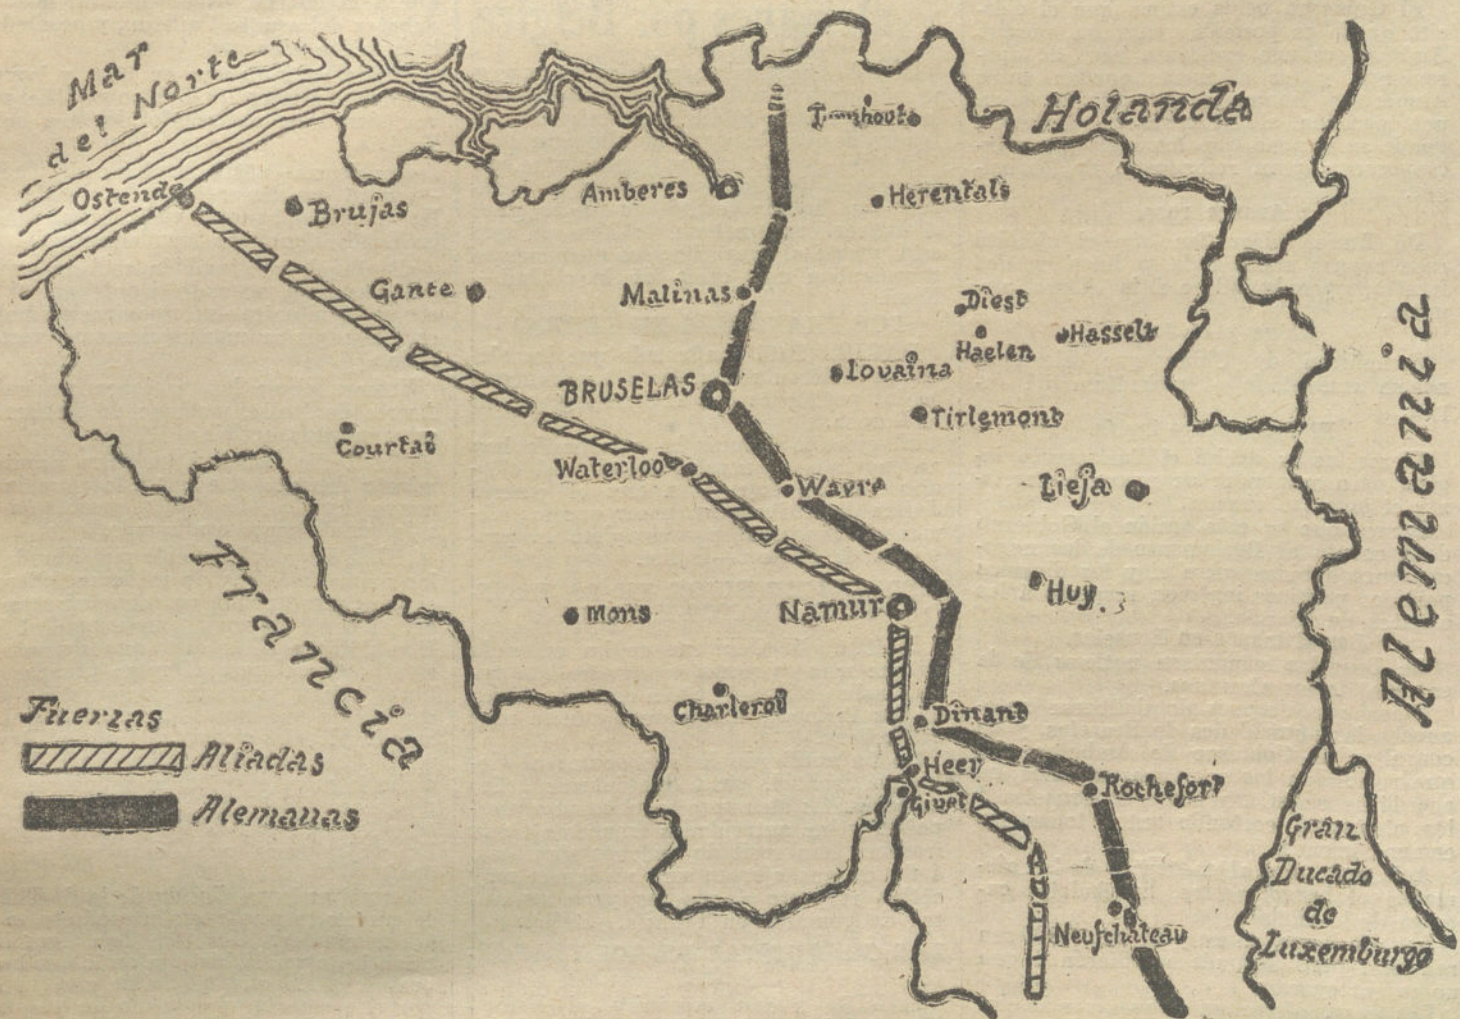 Mar
del Norte
Holanda
Ostende
Brujas
Amberes
Herentals
Gante
Malinas
Diest
Haelen
Hasselt
BRUSELAS
Lovaina
Tirlemont
Courtai
Waterloo
Wavre
Lieja
Alemania
Francia
Mons
Namur
Huy.
Charleroi
Dinant
Heer
Givet
Rochefort
Neufchateau
Gran
Ducado
de
Luxemburgo
Fuerzas
Aliadas
Alemanas